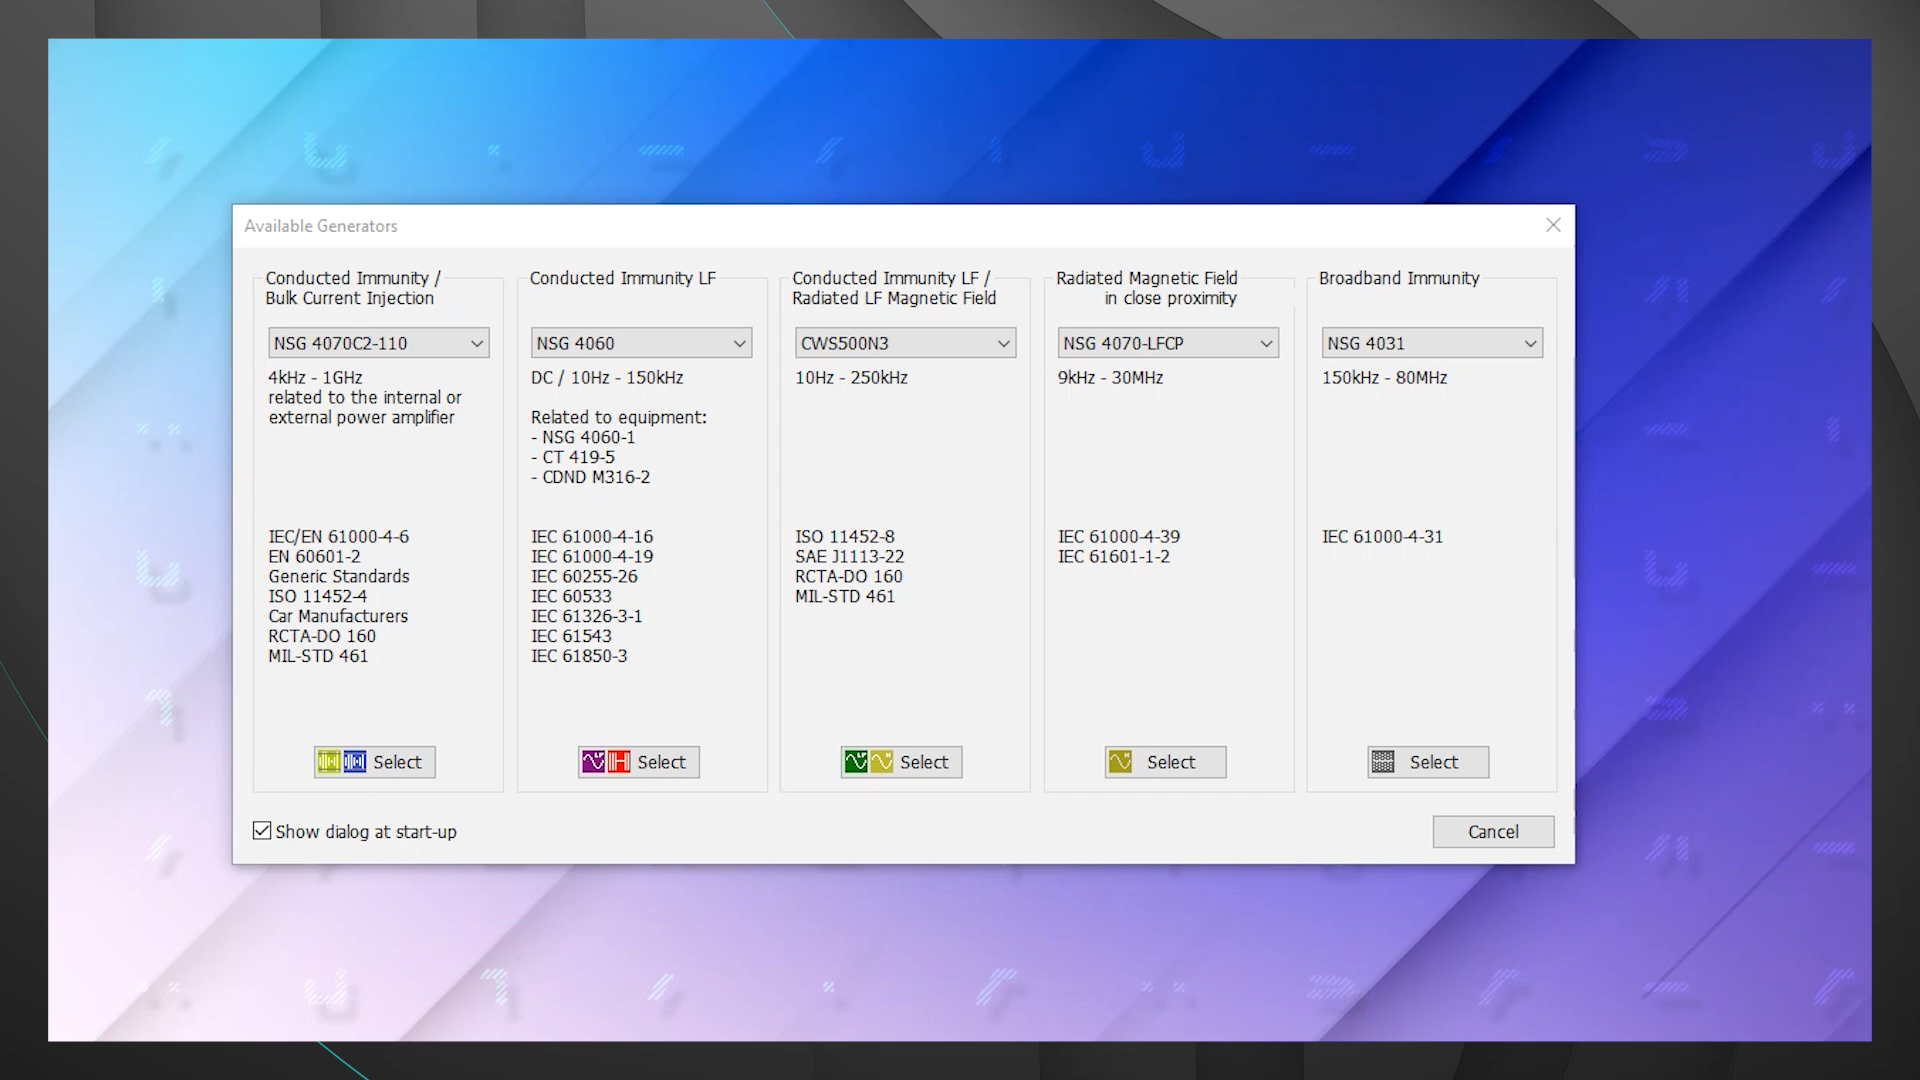 Available Generators
Conducted Immunity /
Bulk Current Injection
NSG 4070C2-110
4kHz - 1GHz
related to the internal or
external power amplifier
IEC/EN 61000-4-6
EN 60601-2
Generic Standards
ISO 11452-4
Car Manufacturers
RCTA-DO 160
MIL-STD 461
Select
Conducted Immunity LF
NSG 4060
DC / 10Hz - 150kHz
Related to equipment:
- NSG 4060-1
- CT 419-5
- CDND M316-2
IEC 61000-4-16
IEC 61000-4-19
IEC 60255-26
IEC 60533
IEC 61326-3-1
IEC 61543
IEC 61850-3
Select
Conducted Immunity LF /
Radiated LF Magnetic Field
CWS500N3
10Hz - 250kHz
ISO 11452-8
SAE J1113-22
RCTA-DO 160
MIL-STD 461
Select
Radiated Magnetic Field
in close proximity
NSG 4070-LFCP
9kHz - 30MHz
IEC 61000-4-39
IEC 61601-1-2
Select
Broadband Immunity
NSG 4031
150kHz - 80MHz
IEC 61000-4-31
Select
Show dialog at start-up
Cancel